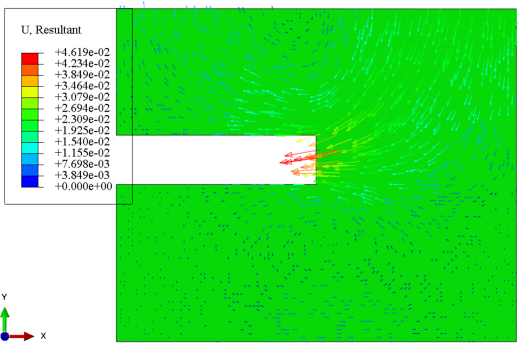 U, Resultant
+4.619e-02
+4.234e-02
+3.849e-02
+3.464e-02
+3.079e-02
+2.694e-02
+2.309e-02
+1.925e-02
+1.540e-02
+1.155e-02
+7.698e-03
+3.849e-03
+0.000e+00
Y
X